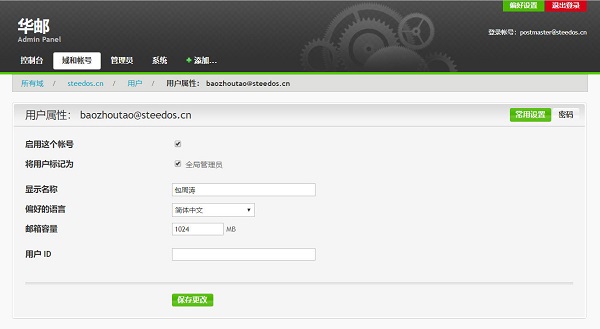 偏好设置 退出登录
华邮
Admin Panel
登录帐号: postmaster@steedos.cn
控制台 域和帐号 管理员 系统 添加...
所有域 / steedos.cn / 用户 / 用户属性: baozhoutao@steedos.cn
用户属性: baozhoutao@steedos.cn 常用设置 密码
启用这个帐号
将用户标记为 全局管理员
显示名称 包周涛
偏好的语言 简体中文
邮箱容量 1024 MB
用户 ID
保存更改